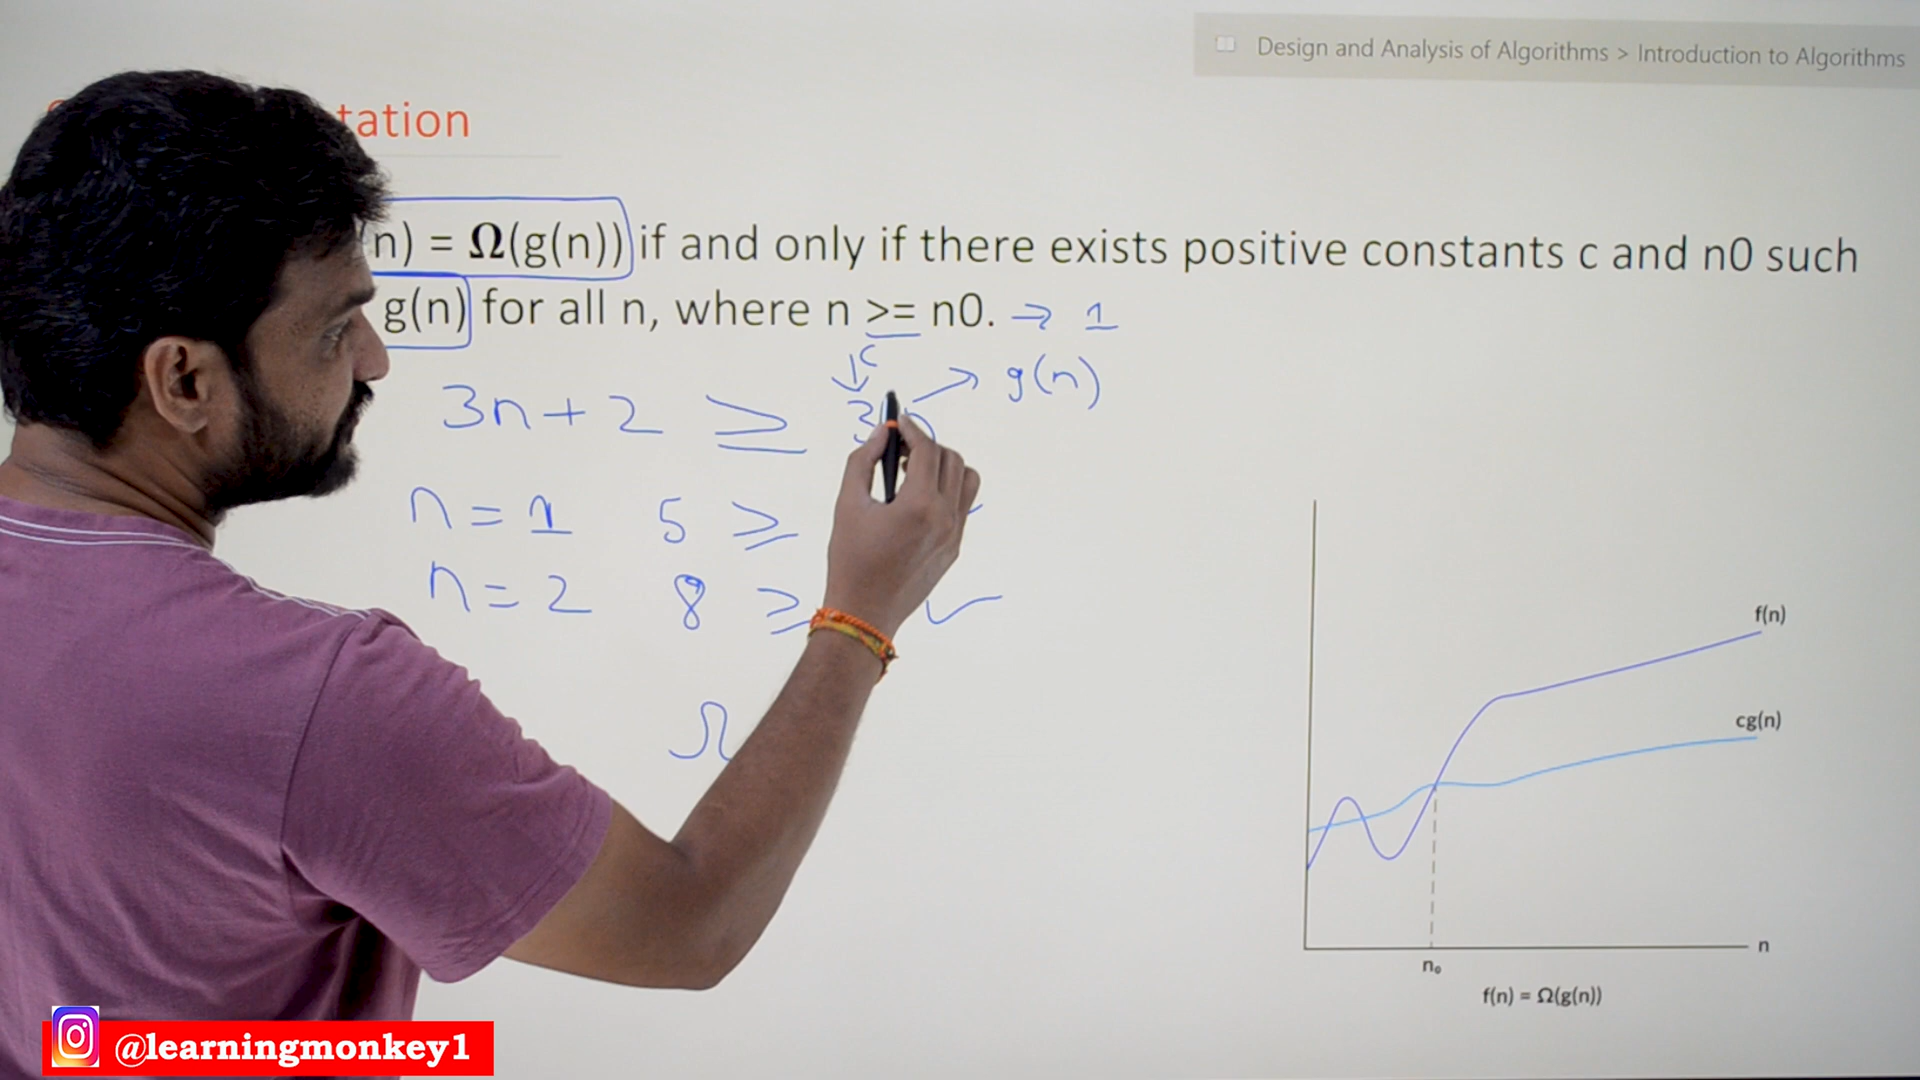 Design and Analysis of Algorithms > Introduction to Algorithms
tation
n) = Ω(g(n)) if and only if there exists positive constants c and n0 such
g(n) for all n, where n >= n0. → 1
c
3n+2 ≥ 3n → g(n)
n = 1 5 ≥
n = 2 8 ≥ ✓
Ω
f(n)
cg(n)
n
n₀
f(n) = Ω(g(n))
@learningmonkey1